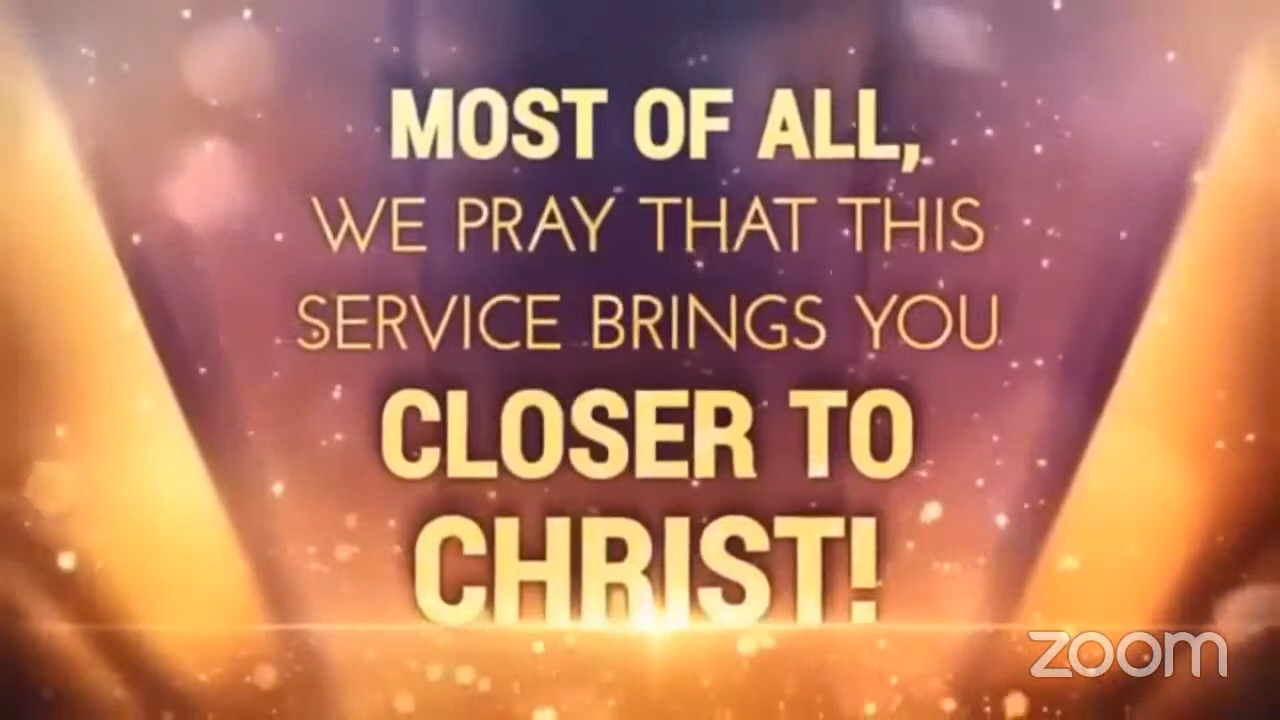 MOST OF ALL,
WE PRAY THAT THIS
SERVICE BRINGS YOU
CLOSER TO
CHRIST!
zoom